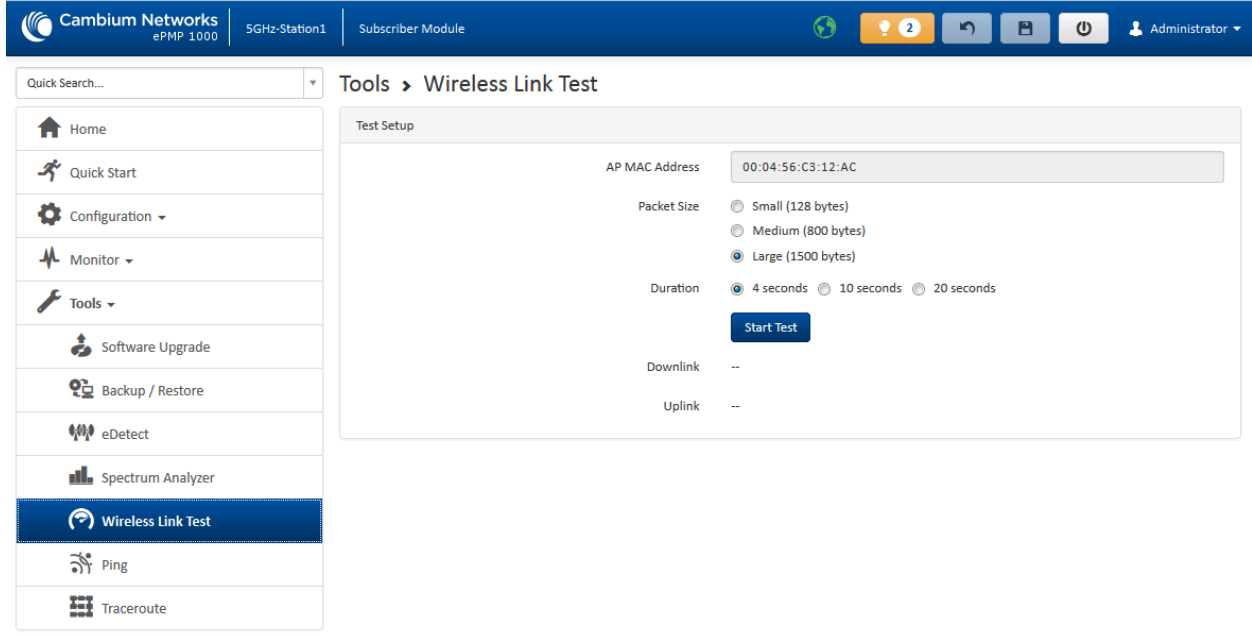 Cambium Networks
ePMP 1000
5GHz-Station1
Subscriber Module
2
Administrator
Quick Search...
Home
Quick Start
Configuration
Monitor
Tools
Software Upgrade
Backup / Restore
eDetect
Spectrum Analyzer
Wireless Link Test
Ping
Traceroute
Tools > Wireless Link Test
Test Setup
AP MAC Address 00:04:56:C3:12:AC
Packet Size Small (128 bytes)
Medium (800 bytes)
Large (1500 bytes)
Duration 4 seconds 10 seconds 20 seconds
Start Test
Downlink --
Uplink --